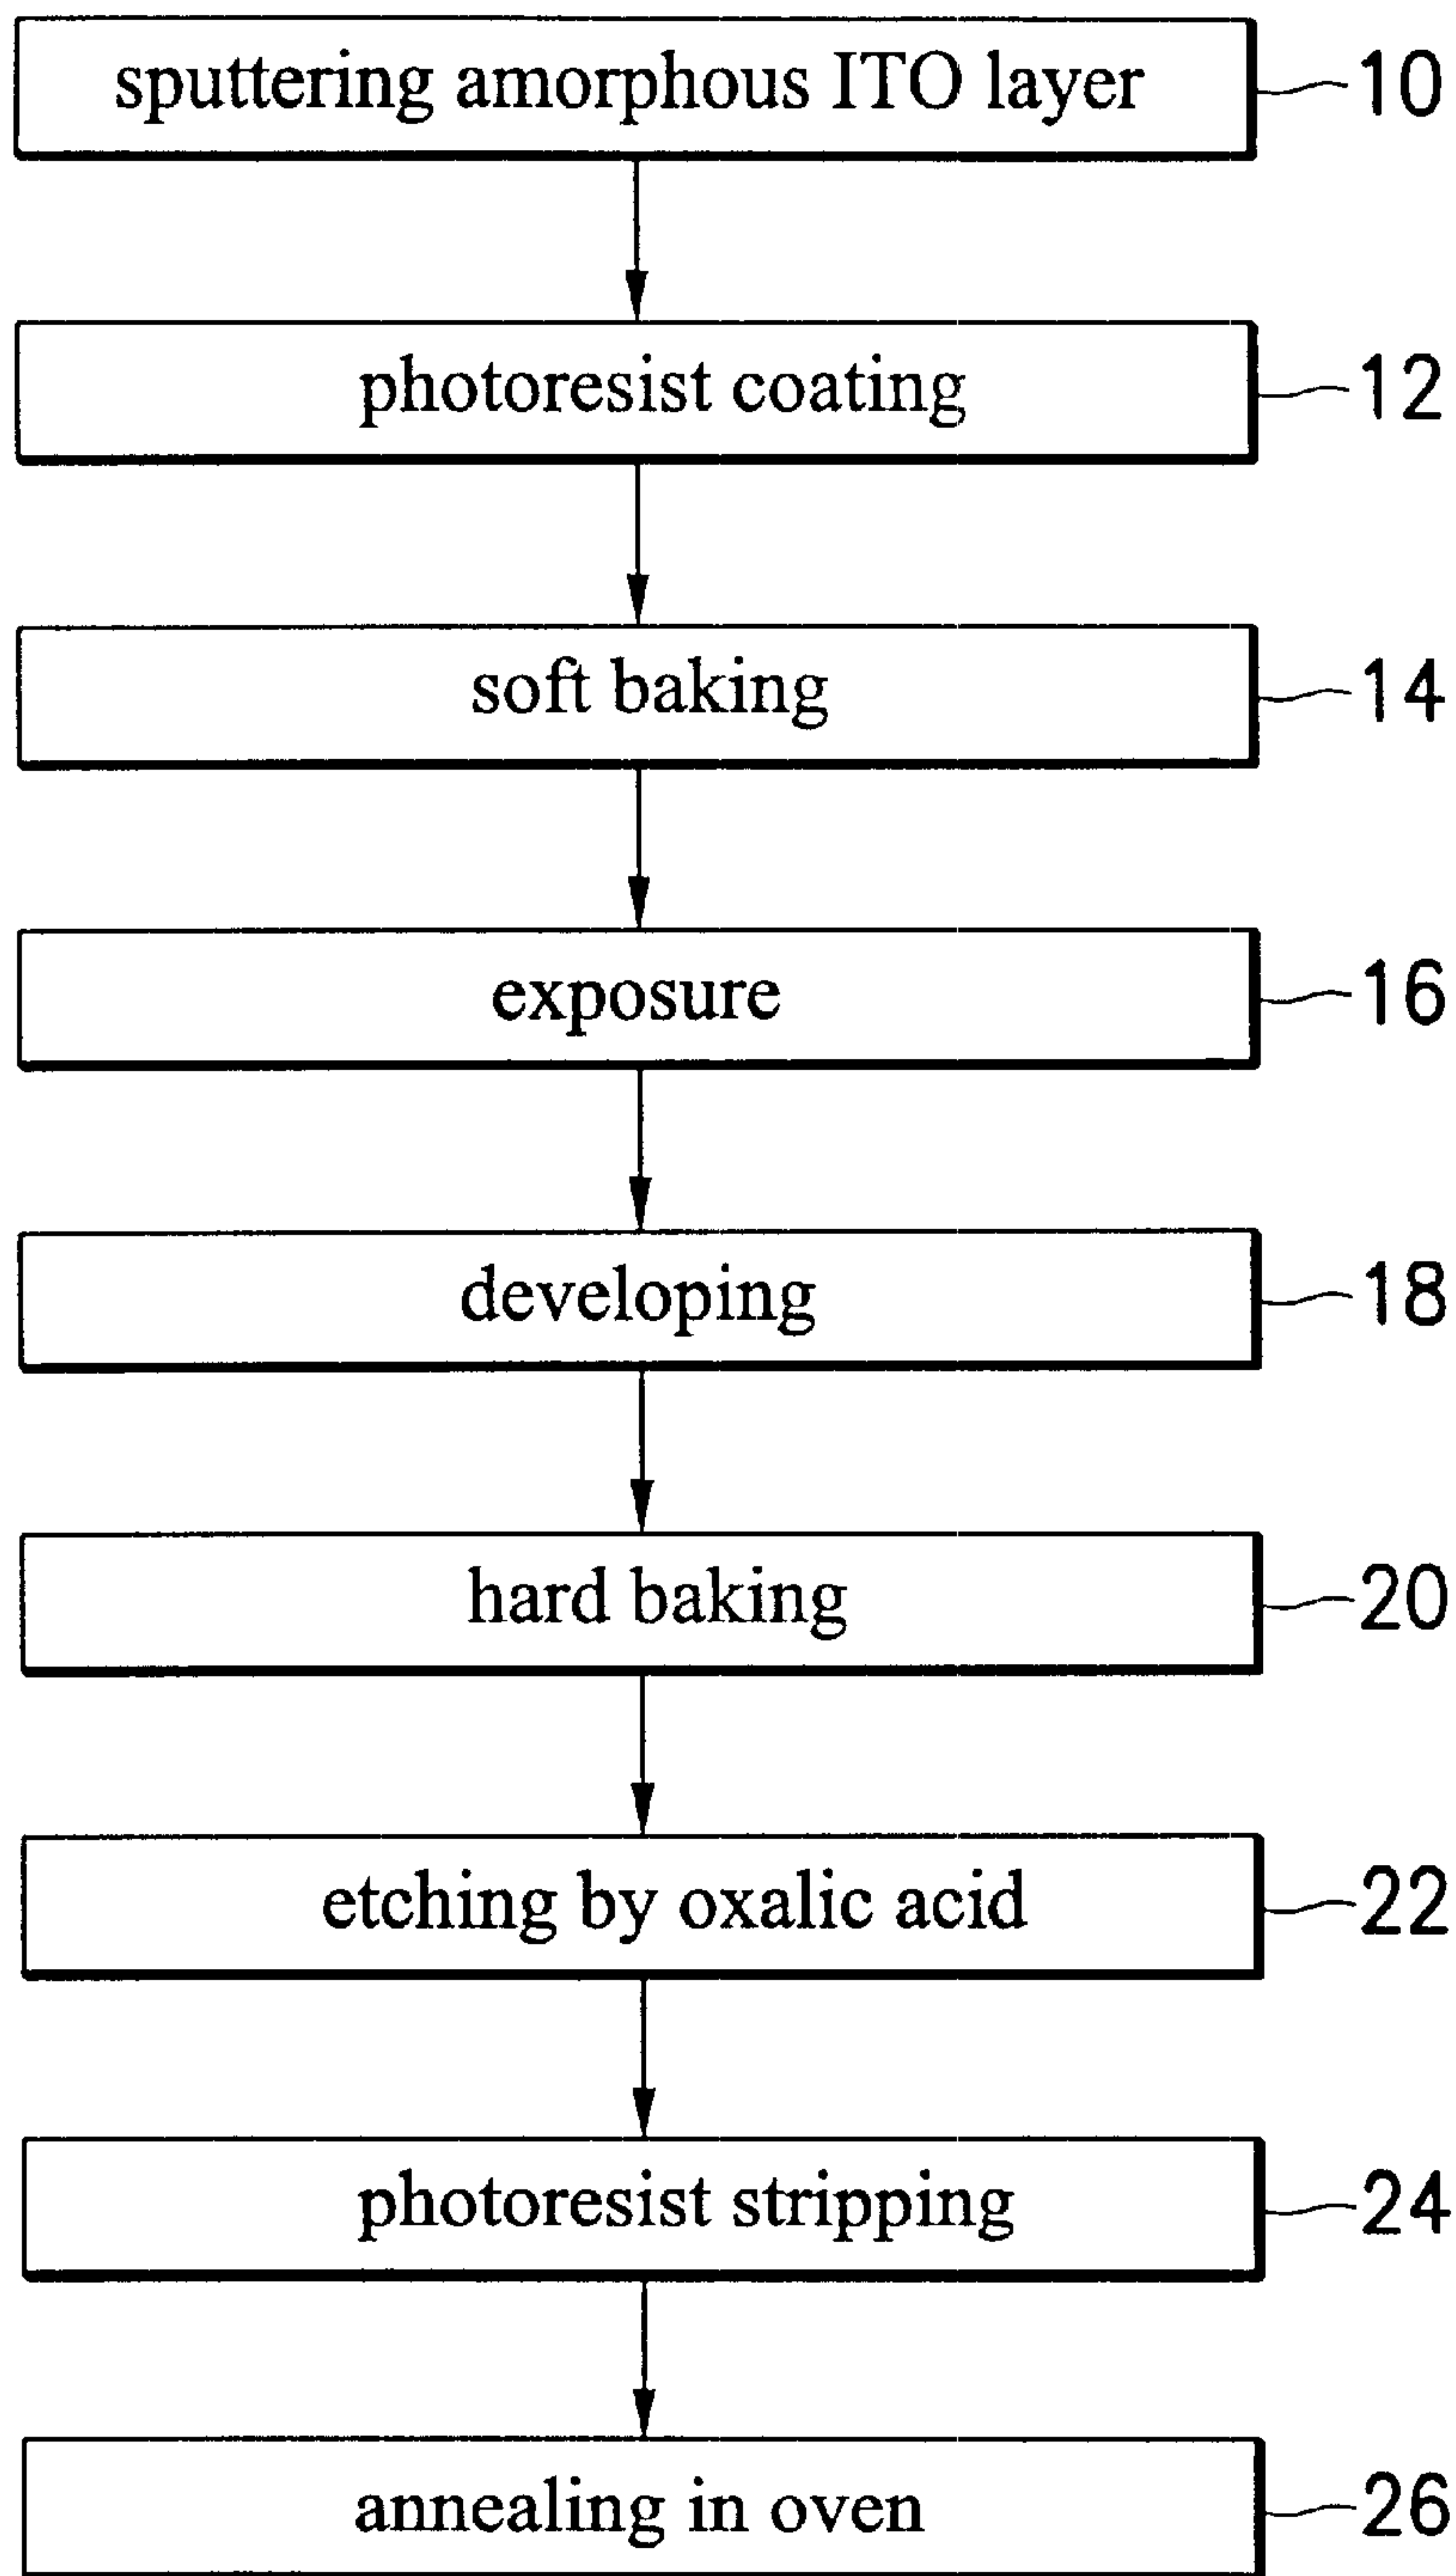 sputtering amorphous ITO layer 10
photoresist coating 12
soft baking 14
exposure 16
developing 18
hard baking 20
etching by oxalic acid 22
photoresist stripping 24
annealing in oven 26